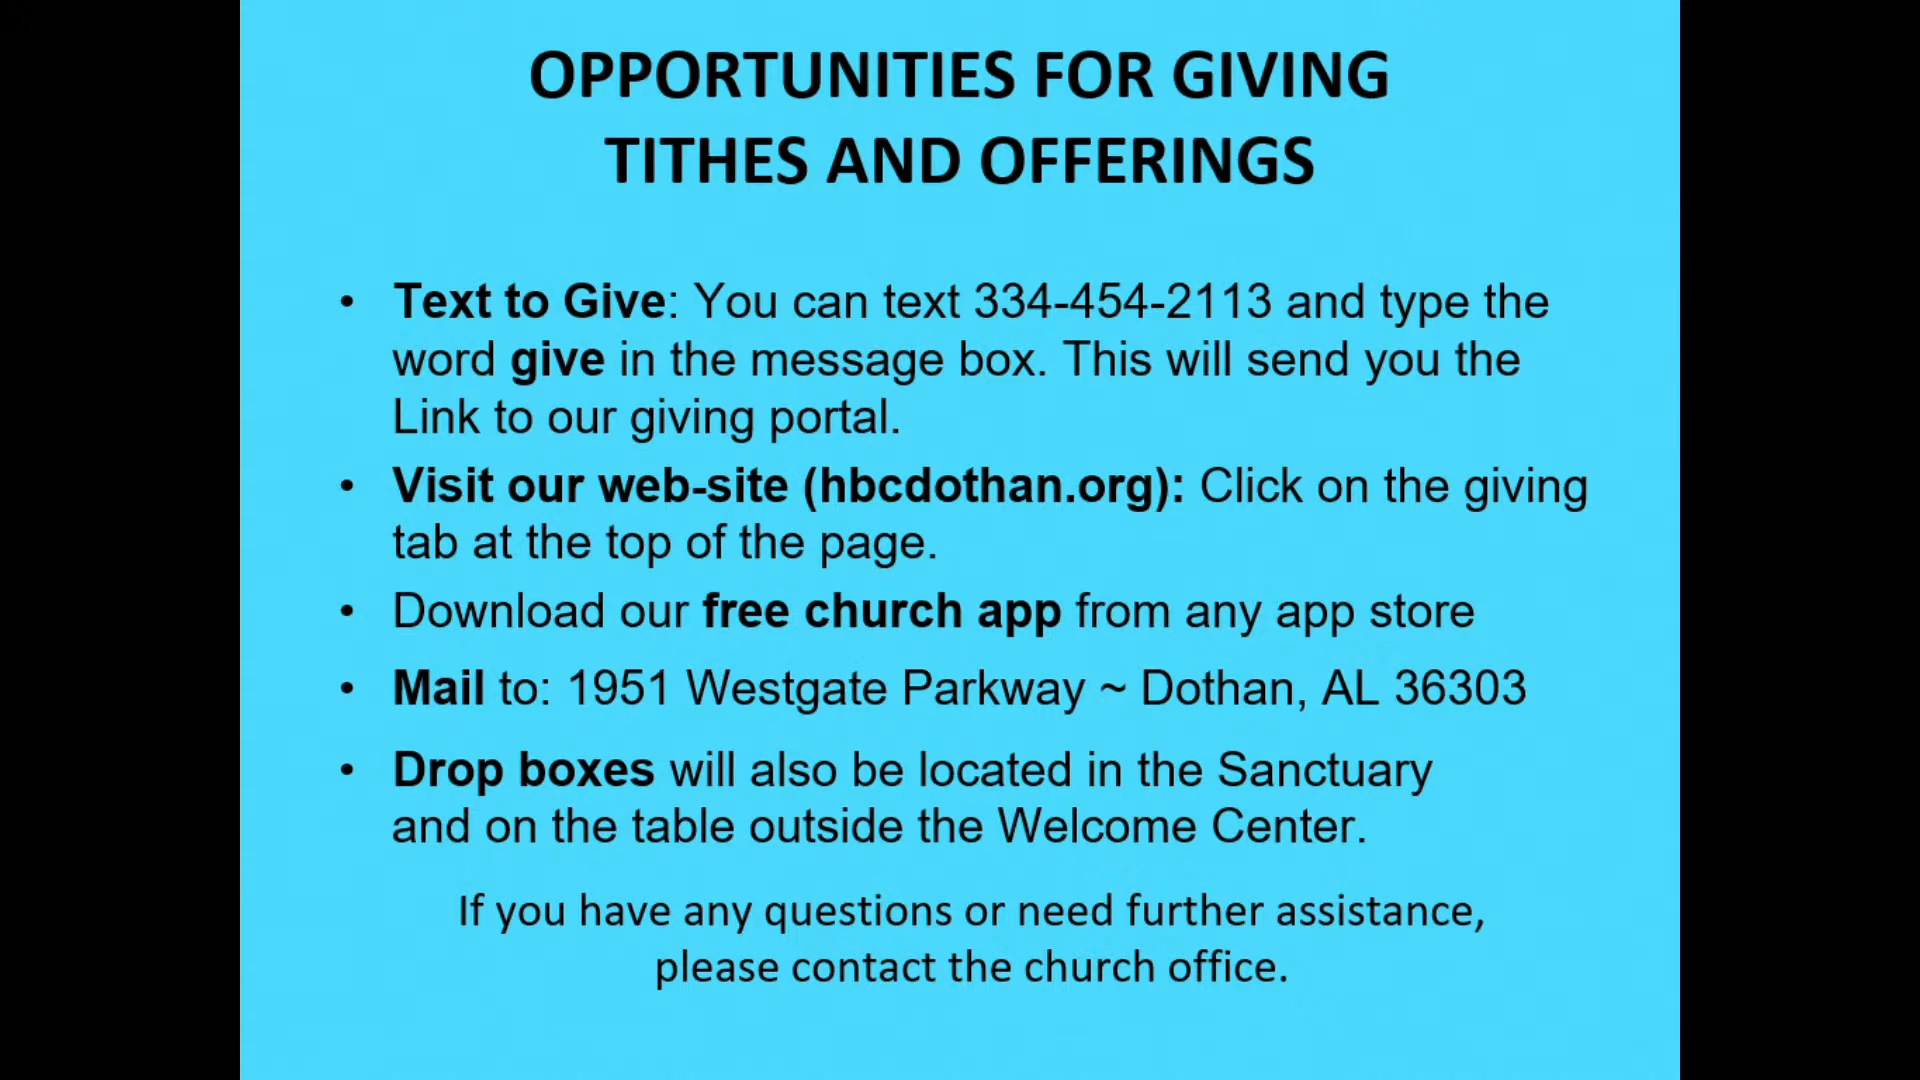 OPPORTUNITIES FOR GIVING
TITHES AND OFFERINGS
• Text to Give: You can text 334-454-2113 and type the
word give in the message box. This will send you the
Link to our giving portal.
• Visit our web-site (hbcdothan.org): Click on the giving
tab at the top of the page.
• Download our free church app from any app store
• Mail to: 1951 Westgate Parkway ~ Dothan, AL 36303
• Drop boxes will also be located in the Sanctuary
and on the table outside the Welcome Center.
If you have any questions or need further assistance,
please contact the church office.